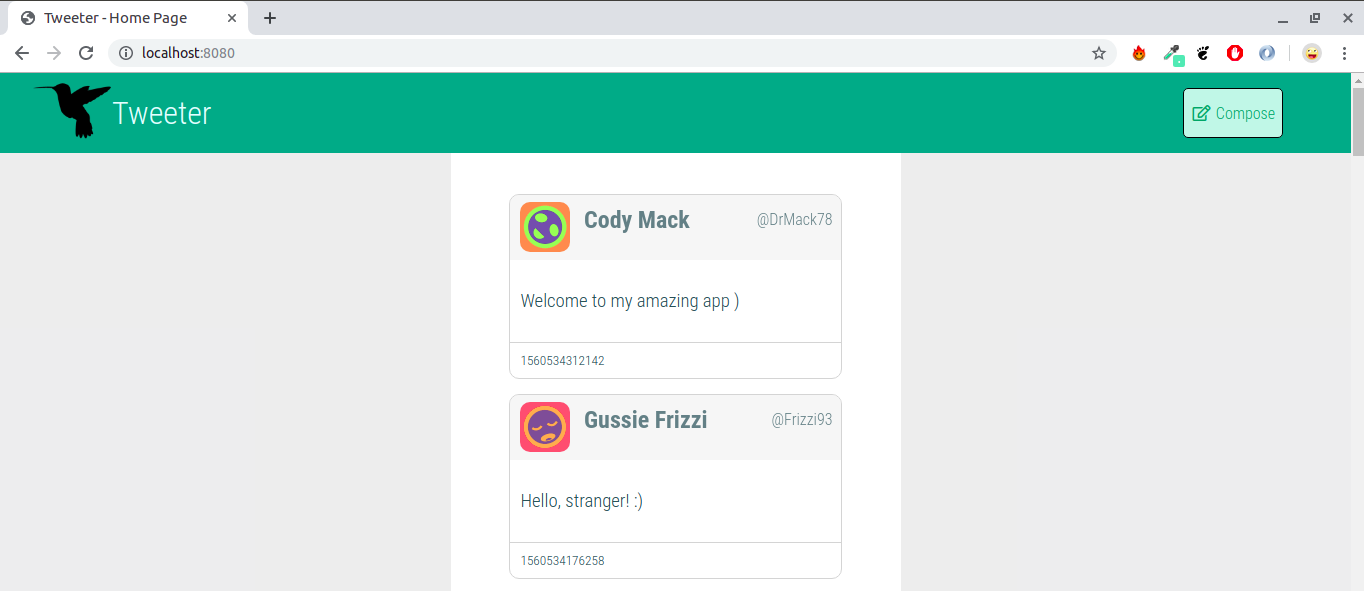 Tweeter - Home Page
localhost:8080
Tweeter
Compose
Cody Mack @DrMack78
Welcome to my amazing app )
1560534312142
Gussie Frizzi @Frizzi93
Hello, stranger! :)
1560534176258